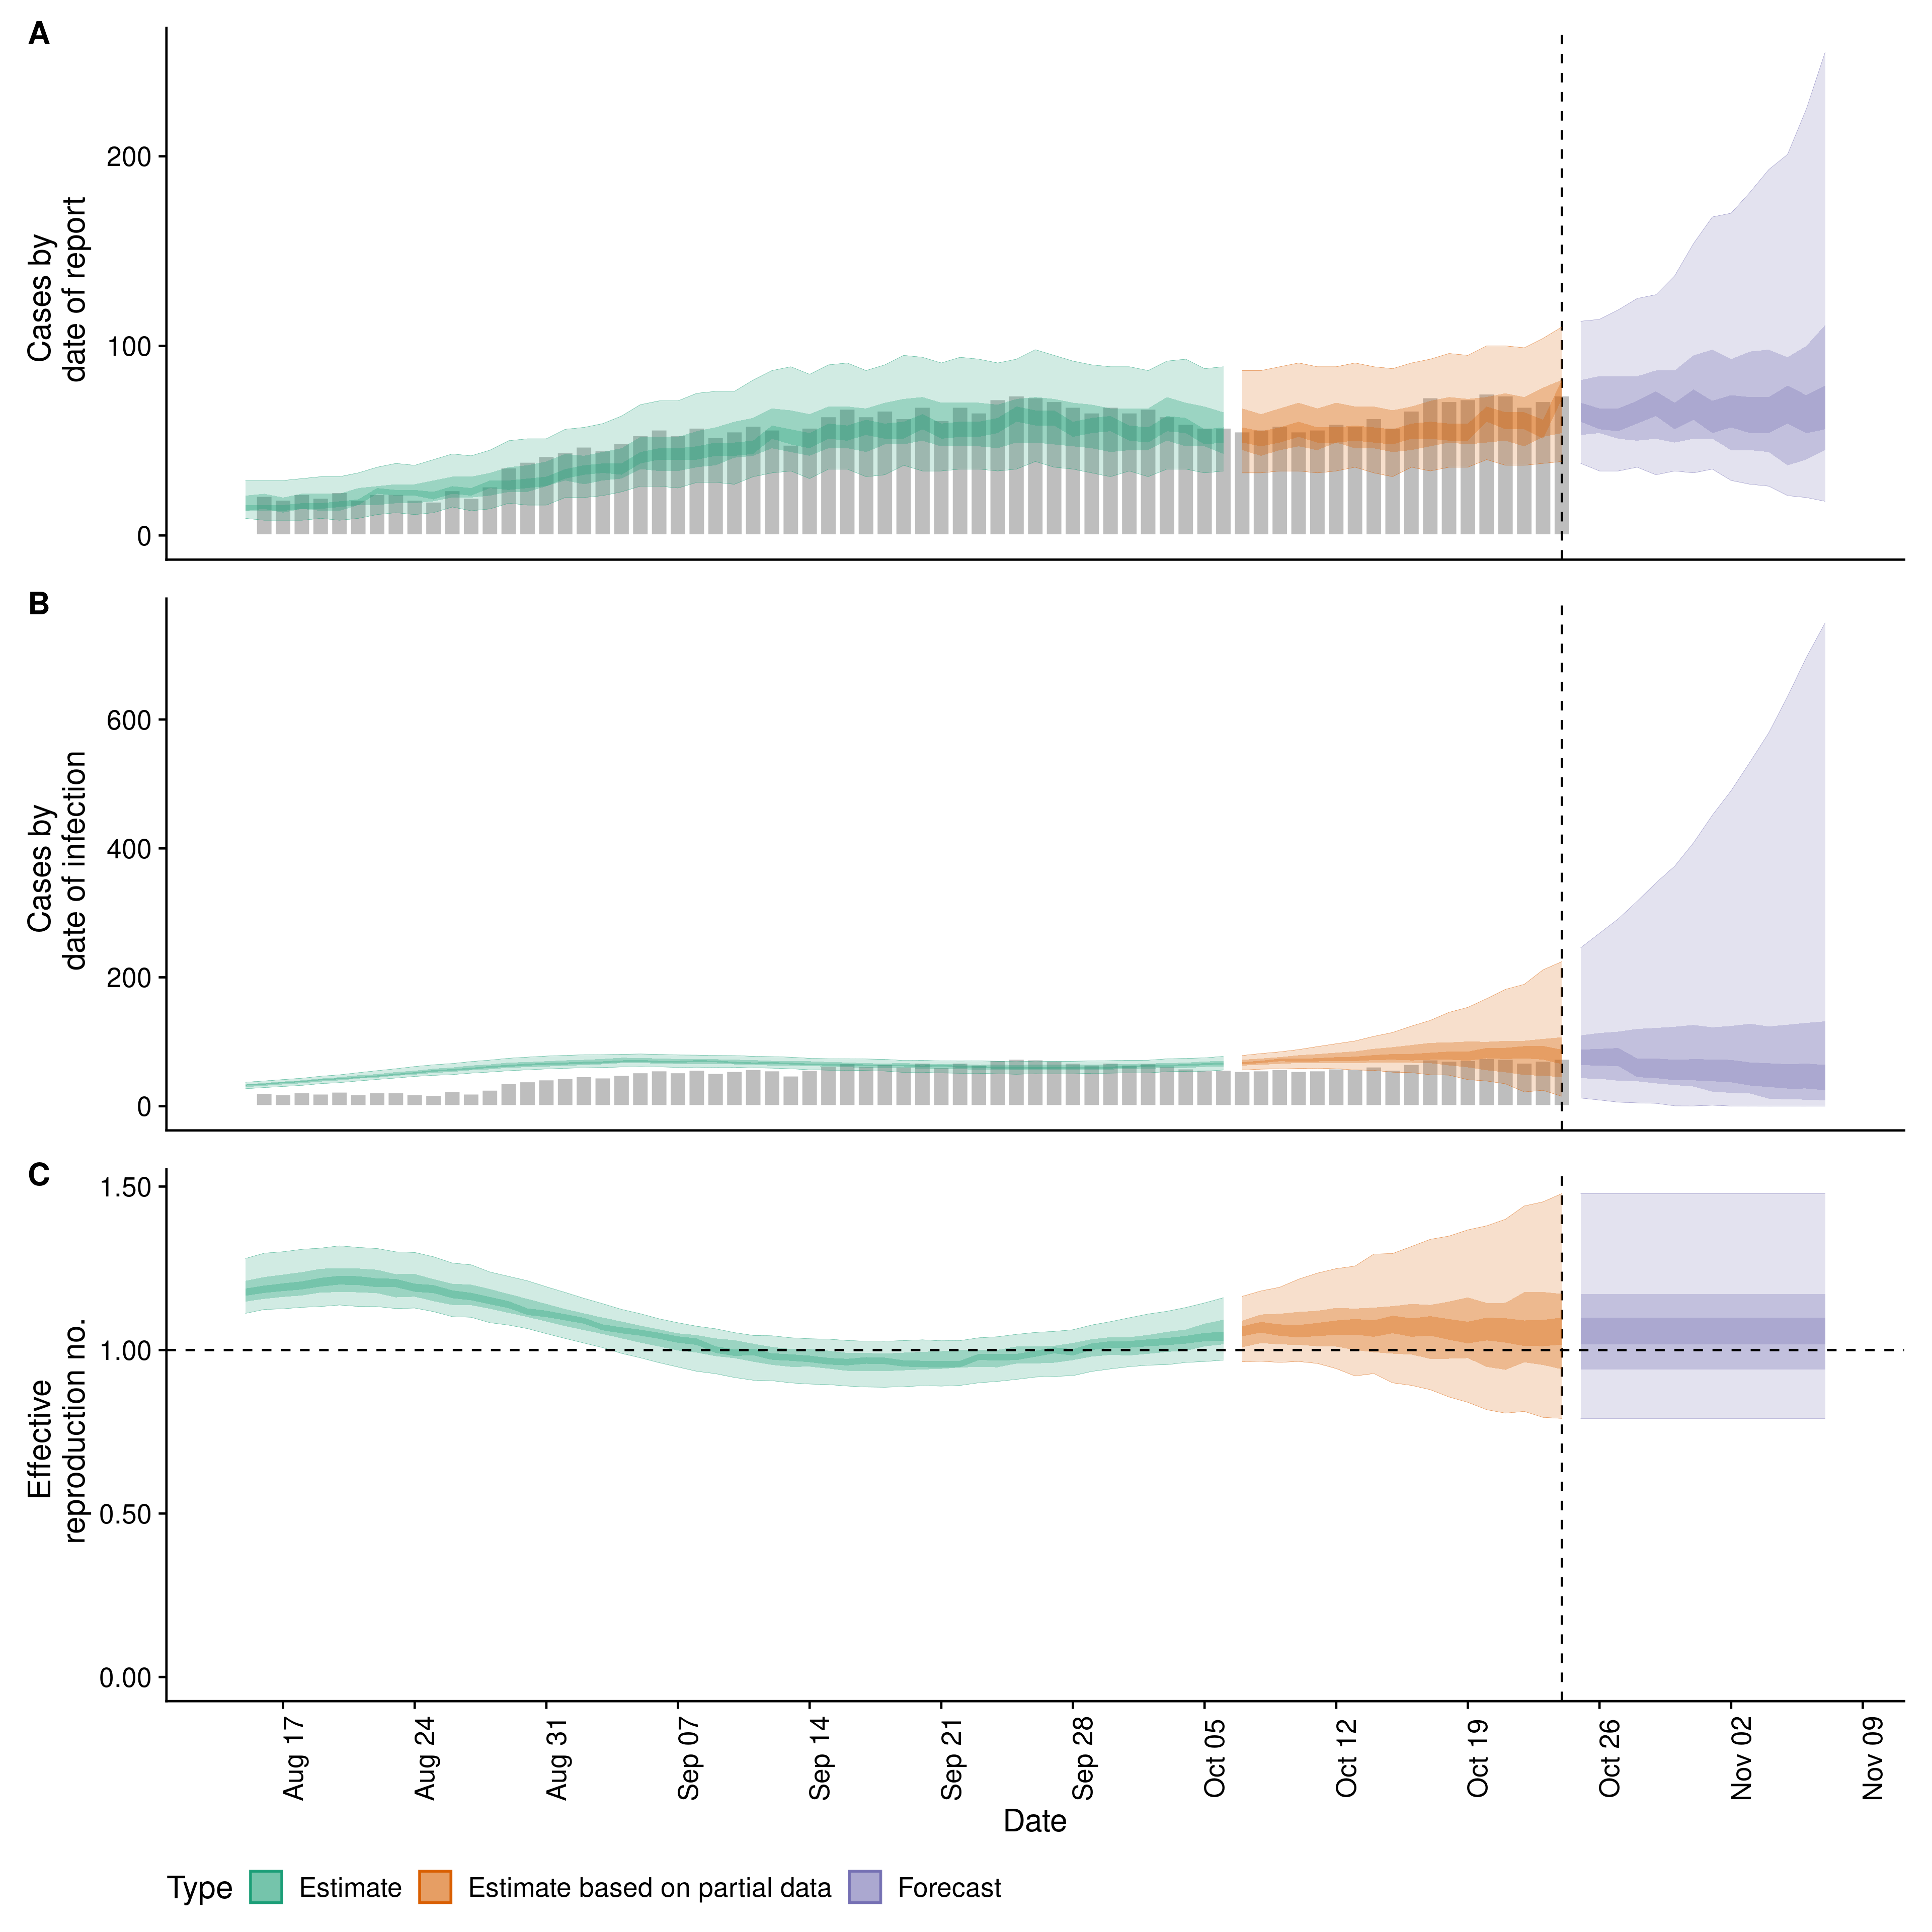 A
Cases by
date of report
200
100
0
B
Cases by
date of infection
600
400
200
0
C
Effective
reproduction no.
1.50
1.00
0.50
0.00
Aug 17
Aug 24
Aug 31
Sep 07
Sep 14
Sep 21
Sep 28
Oct 05
Oct 12
Oct 19
Oct 26
Nov 02
Nov 09
Date
Type Estimate Estimate based on partial data Forecast